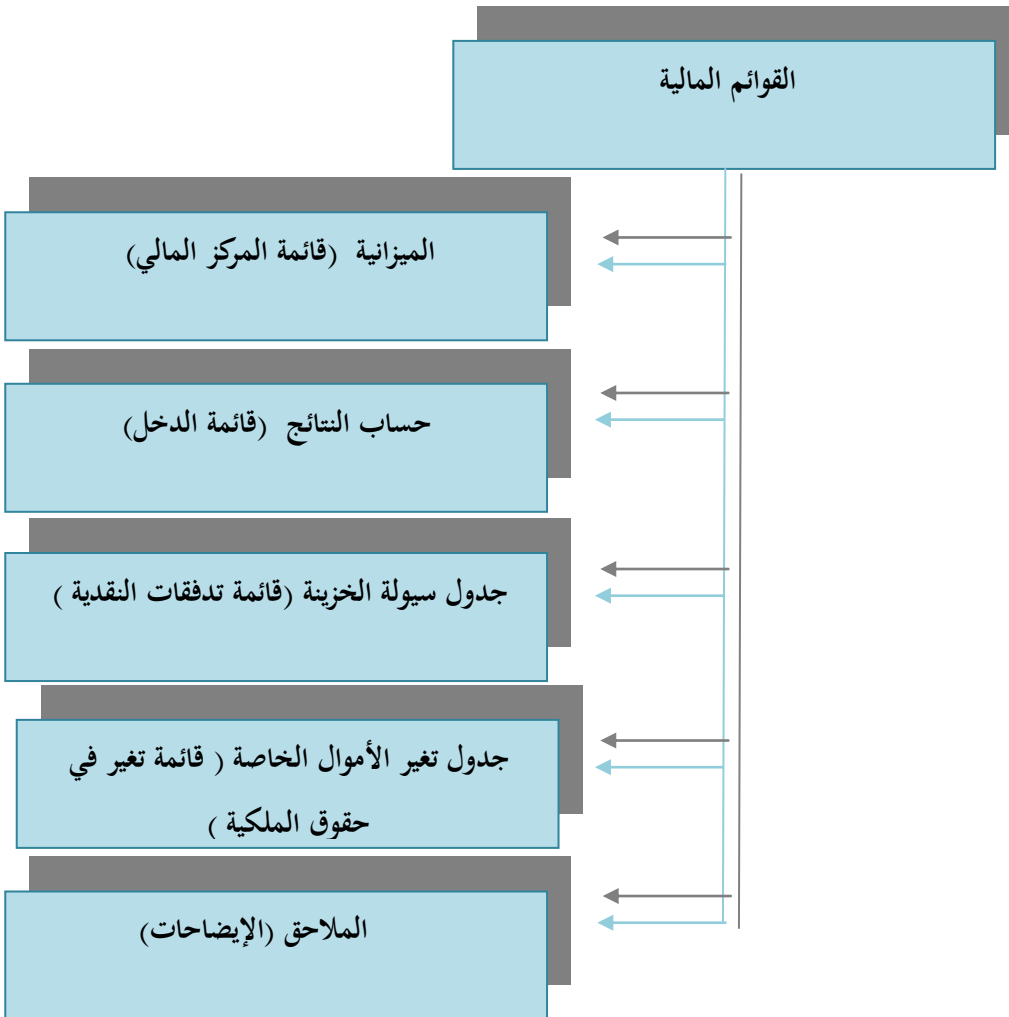 القوائم المالية
الميزانية (قائمة المركز المالي)
حساب النتائج (قائمة الدخل)
جدول سيولة الخزينة (قائمة تدفقات النقدية )
جدول تغير الأموال الخاصة ( قائمة تغير في
حقوق الملكية )
الملاحق (الإيضاحات)